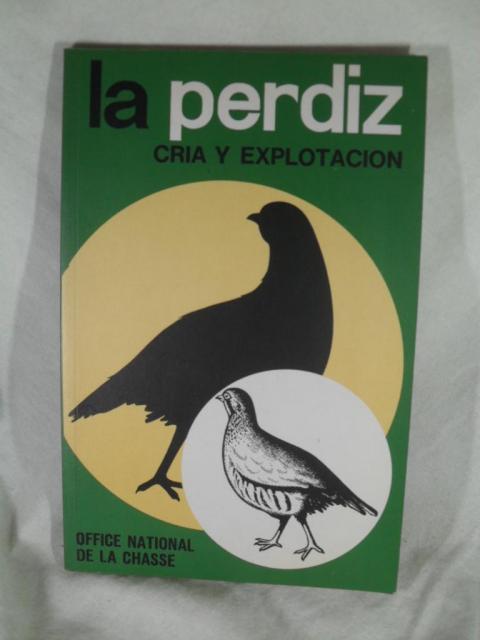 la perdiz
CRIA Y EXPLOTACION
OFFICE NATIONAL
DE LA CHASSE